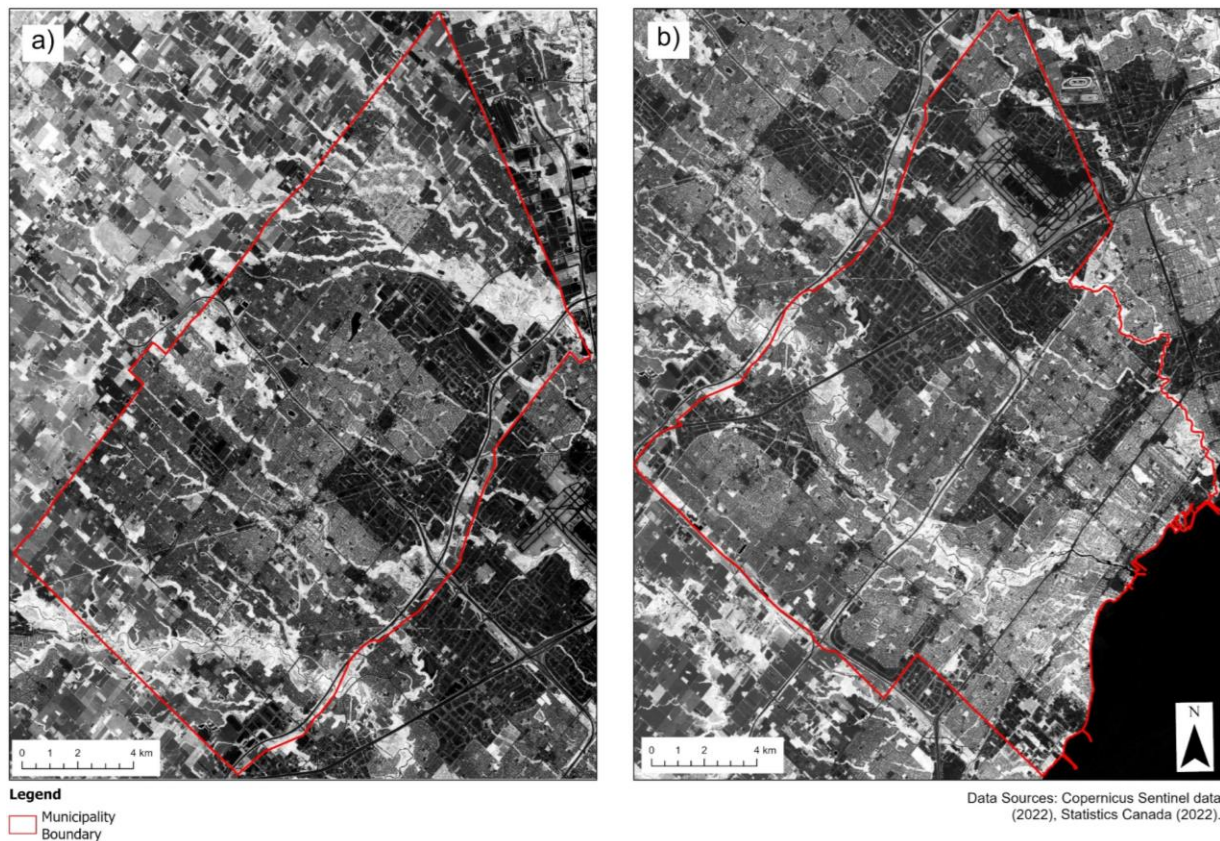 a)
b)
N
0 1 2 4 km
0 1 2 4 km
Legend
Municipality
Boundary
Data Sources: Copernicus Sentinel data
(2022), Statistics Canada (2022).